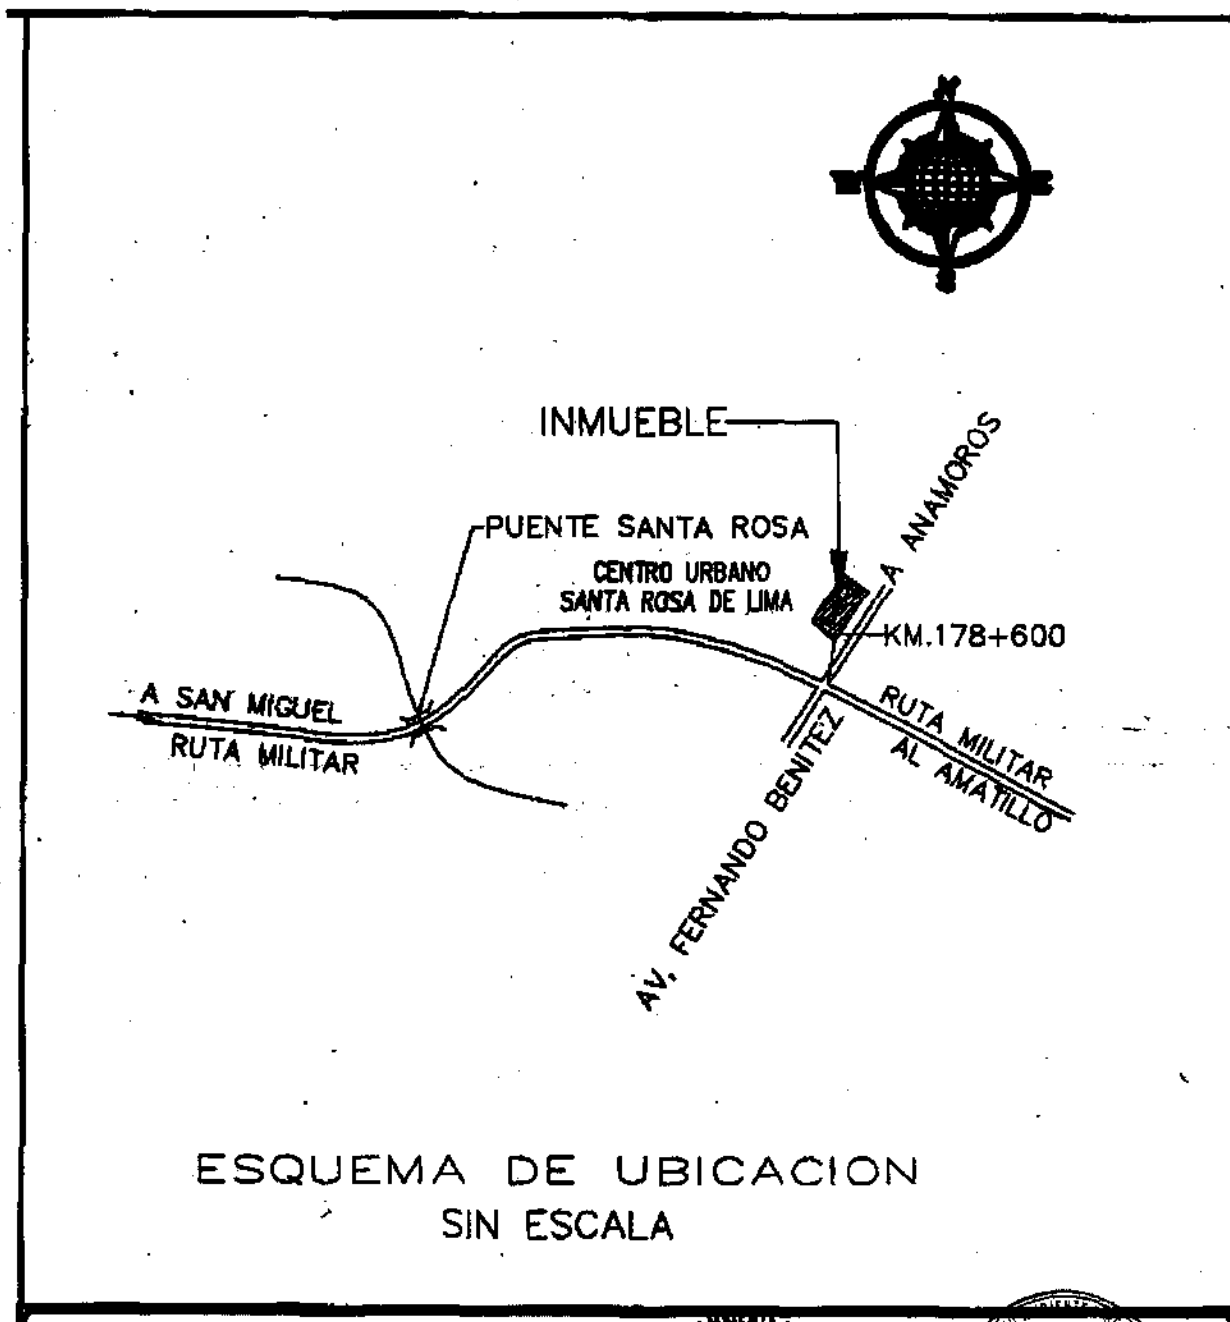 N
INMUEBLE
A ANAMOROS
PUENTE SANTA ROSA
CENTRO URBANO
SANTA ROSA DE LIMA
KM.178+600
A SAN MIGUEL
RUTA MILITAR
RUTA MILITAR
AL AMATILLO
AV. FERNANDO BENITEZ
ESQUEMA DE UBICACION
SIN ESCALA